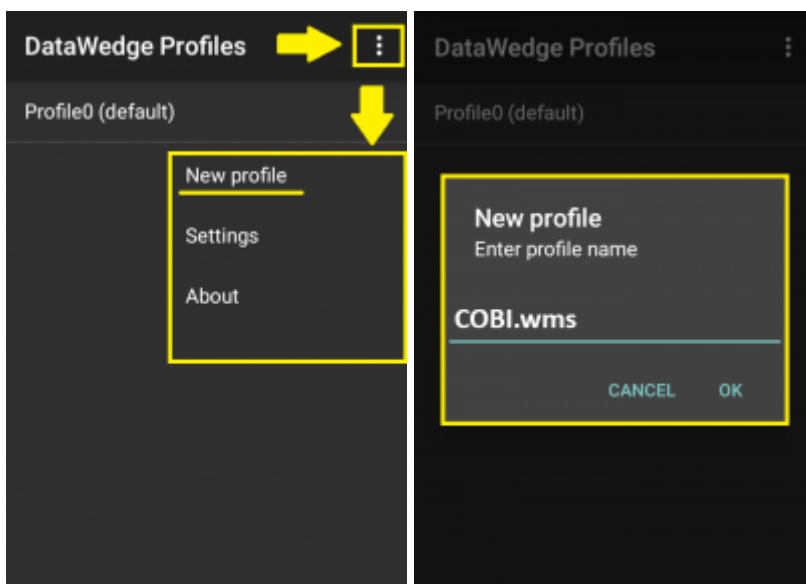 DataWedge Profiles
Profile0 (default)
New profile
Settings
About
DataWedge Profiles
Profile0 (default)
New profile
Enter profile name
COBI.wms
CANCEL OK